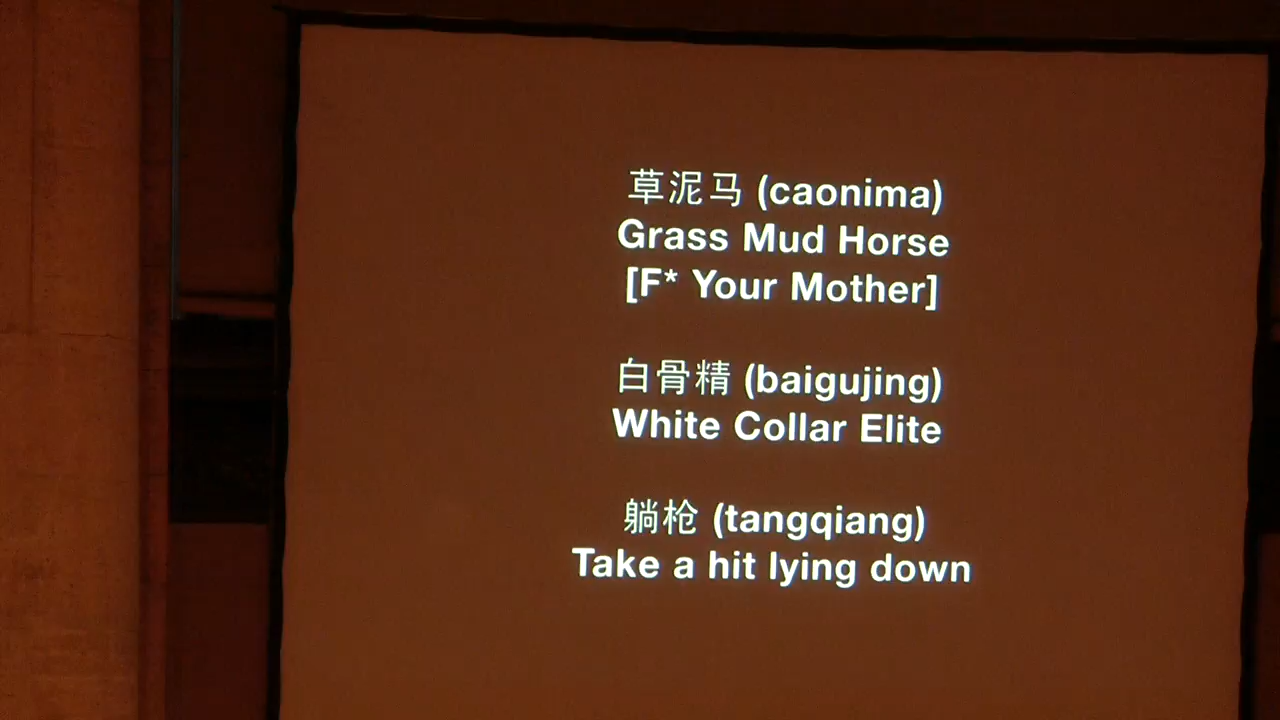 草泥马 (caonima)
Grass Mud Horse
[F* Your Mother]
白骨精 (baigujing)
White Collar Elite
躺枪 (tangqiang)
Take a hit lying down